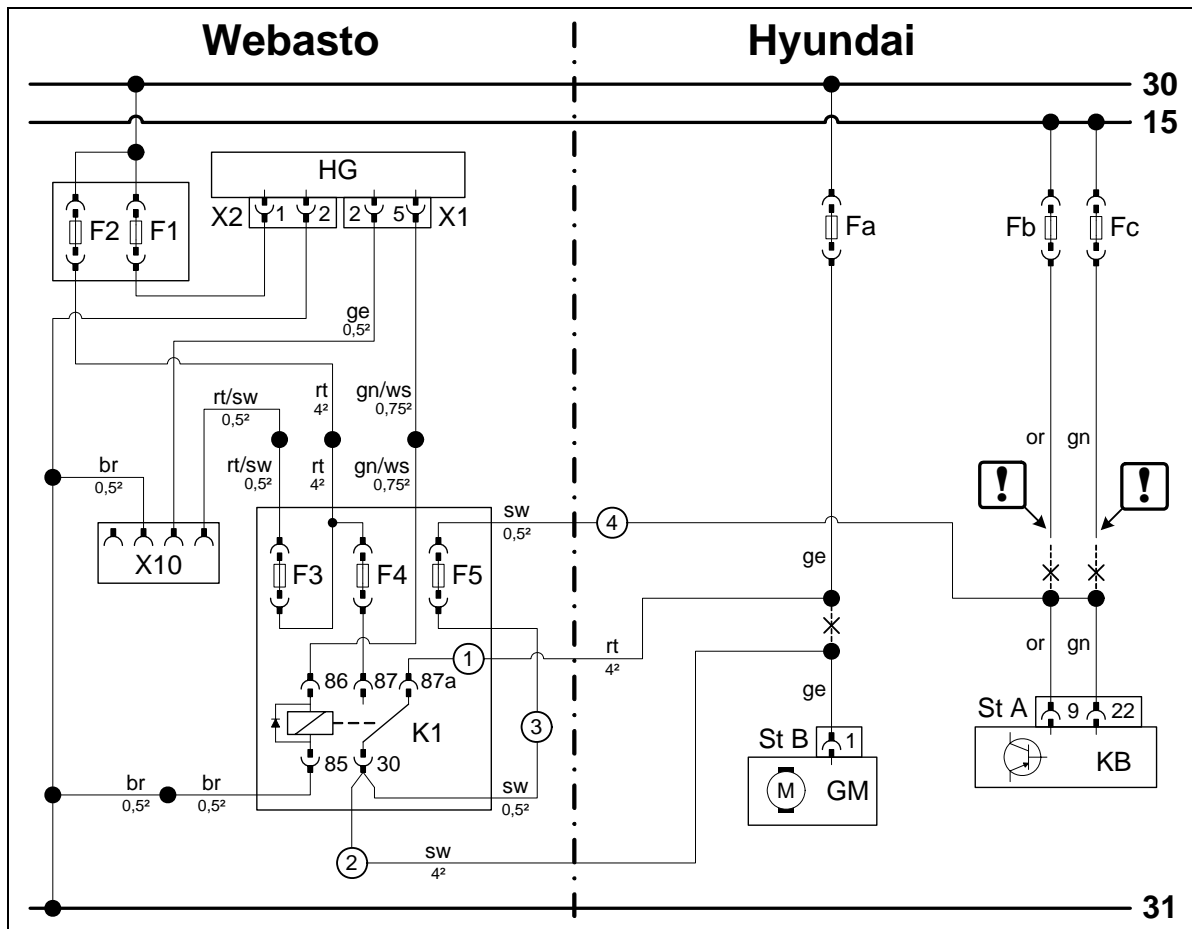 Webasto Hyundai
30
15
HG
X2 1 2 2 5 X1
F2 F1 Fa Fb Fc
ge
0,5²
rt/sw
0,5²
rt
4²
gn/ws
0,75²
or gn
br
0,5²
rt/sw
0,5²
rt
4²
gn/ws
0,75²
! !
sw
0,5²
4
X10
F3 F4 F5
ge
1
rt
4²
or gn
86 87 87a
ge
St A 9 22
K1
3
St B 1
85 30
KB
br
0,5²
br
0,5²
sw
0,5²
M GM
2
sw
4²
31